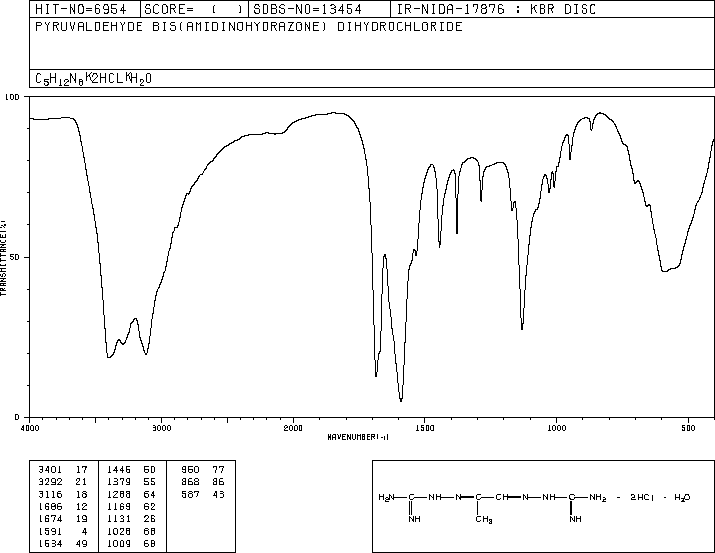 HIT-NO=6954 SCORE= ( ) SDBS-NO=13454 IR-NIDA-17876 : KBR DISC
PYRUVALDEHYDE BIS(AMIDINOHYDRAZONE) DIHYDROCHLORIDE
C5H12N8K2HCLKH2O
100
50
0
TRANSMITTANCE(%)
4000 3000 2000 1500 1000 500
WAVENUMBER(-1)
3401 17 1446 50 950 77
3292 21 1379 55 868 86
3116 18 1288 64 587 43
1686 12 1169 62
1674 19 1131 26
1591 4 1028 68
1534 49 1009 68
H2N C NH N C CH N NH C NH2 - 2HCl - H2O
NH CH3 NH